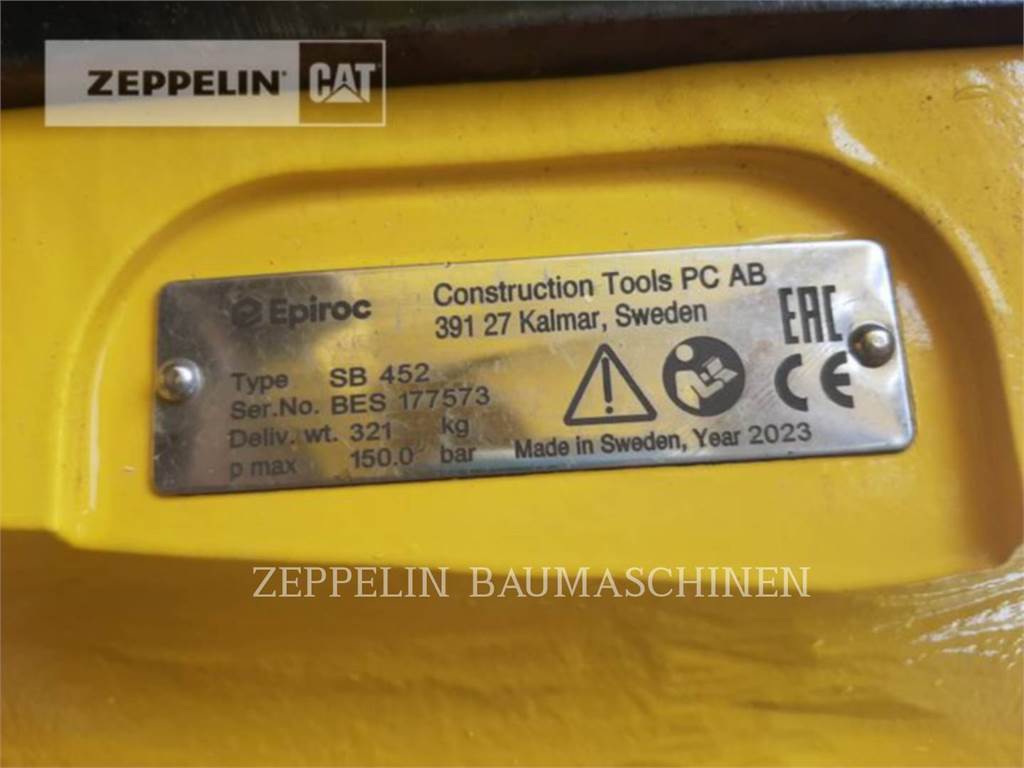 ZEPPELIN CAT
Epiroc
Construction Tools PC AB
391 27 Kalmar, Sweden
EAC
Type SB 452
Ser.No. BES 177573
Deliv. wt. 321 kg
p max 150.0 bar
CE
Made in Sweden, Year 2023
ZEPPELIN BAUMASCHINEN